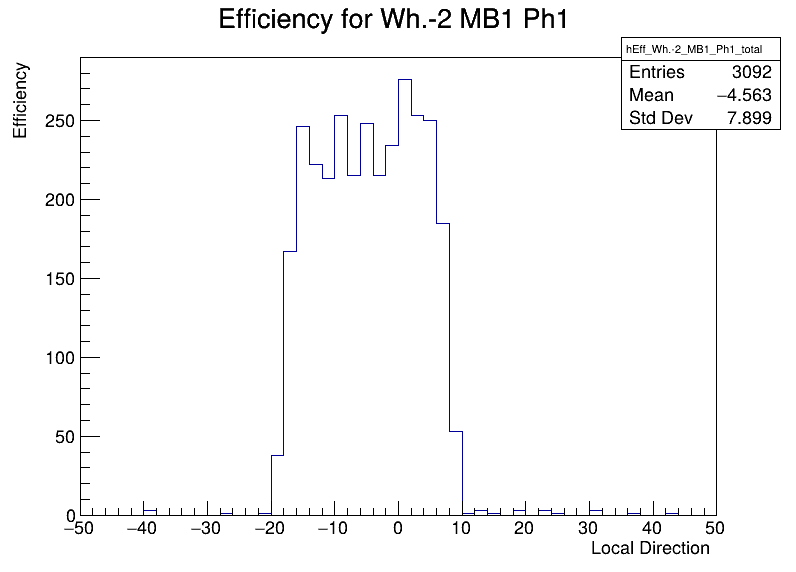 Efficiency for Wh.-2 MB1 Ph1
hEff_Wh.-2_MB1_Ph1_total
Entries 3092
Mean −4.563
Std Dev 7.899
Efficiency
250
200
150
100
50
0
−50 −40 −30 −20 −10 0 10 20 30 40 50
Local Direction